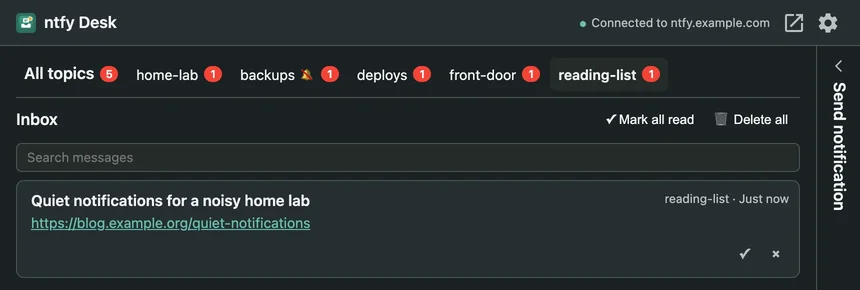 ntfy Desk
Connected to ntfy.example.com
All topics 5 home-lab 1 backups 1 deploys 1 front-door 1 reading-list 1
Inbox
Mark all read
Delete all
Search messages
Quiet notifications for a noisy home lab
reading-list · Just now
https://blog.example.org/quiet-notifications
Send notification